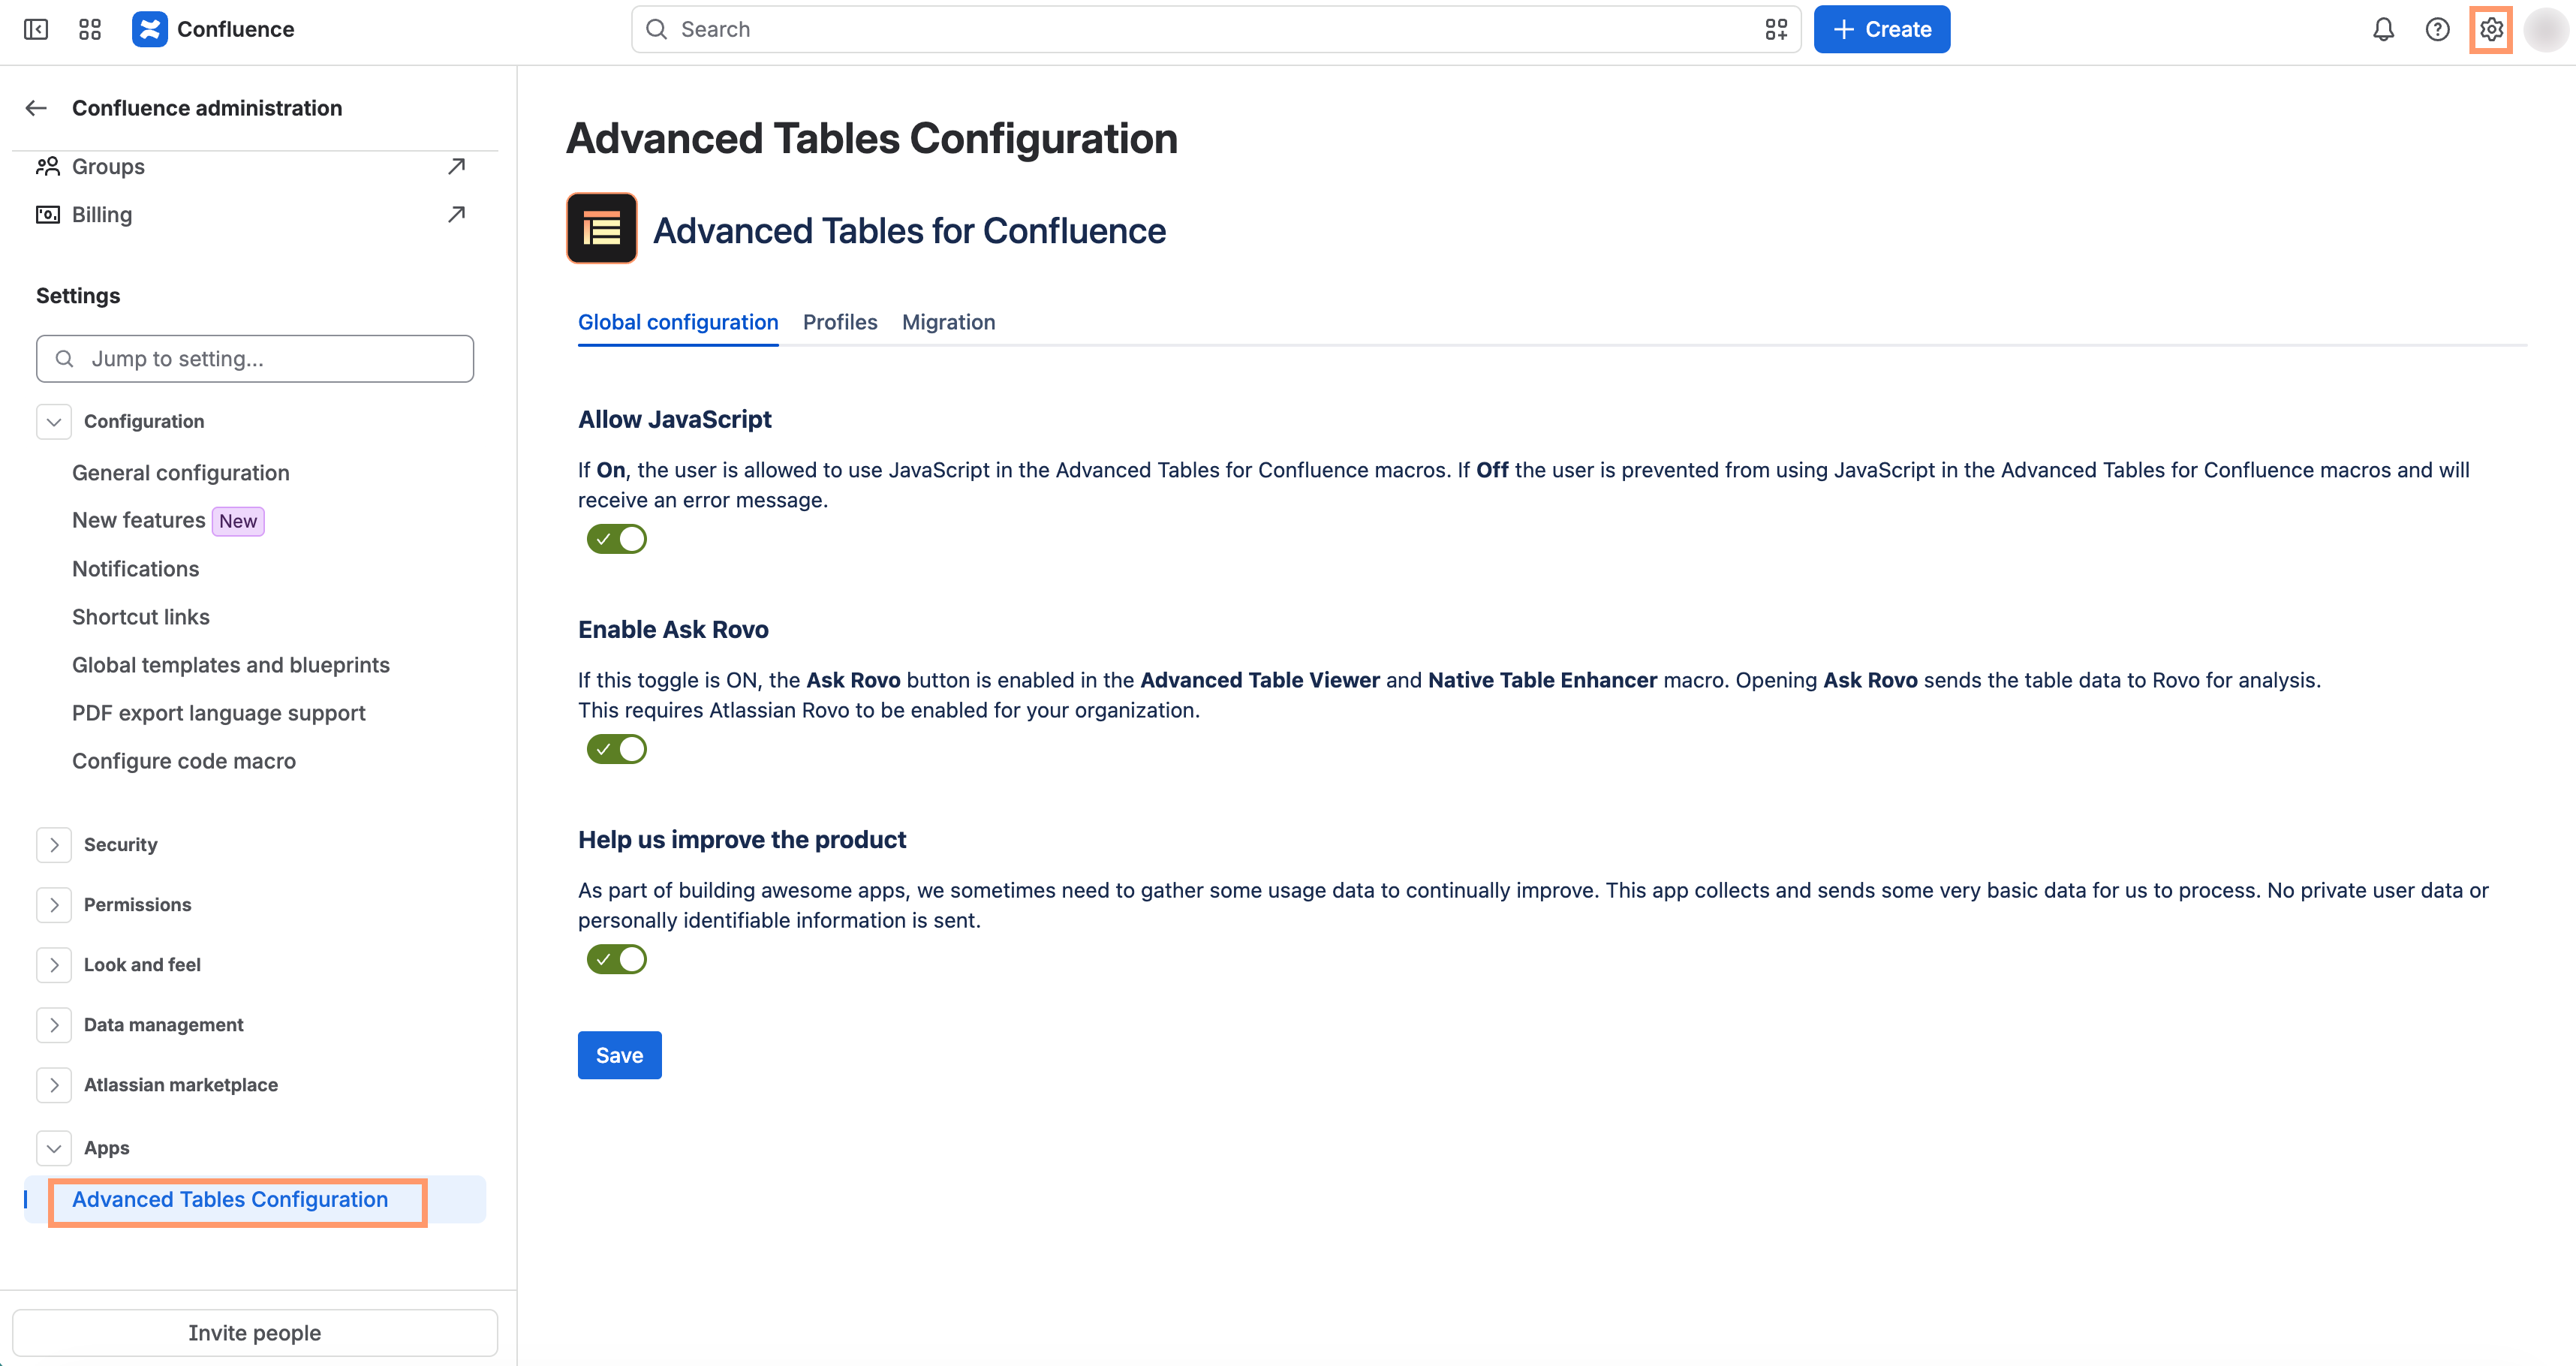 Confluence
Search
Create
Confluence administration
Groups
Billing
Settings
Jump to setting...
Configuration
General configuration
New features New
Notifications
Shortcut links
Global templates and blueprints
PDF export language support
Configure code macro
Security
Permissions
Look and feel
Data management
Atlassian marketplace
Apps
Advanced Tables Configuration
Invite people
Advanced Tables Configuration
Advanced Tables for Confluence
Global configuration Profiles Migration
Allow JavaScript
If On, the user is allowed to use JavaScript in the Advanced Tables for Confluence macros. If Off the user is prevented from using JavaScript in the Advanced Tables for Confluence macros and will
receive an error message.
Enable Ask Rovo
If this toggle is ON, the Ask Rovo button is enabled in the Advanced Table Viewer and Native Table Enhancer macro. Opening Ask Rovo sends the table data to Rovo for analysis.
This requires Atlassian Rovo to be enabled for your organization.
Help us improve the product
As part of building awesome apps, we sometimes need to gather some usage data to continually improve. This app collects and sends some very basic data for us to process. No private user data or
personally identifiable information is sent.
Save